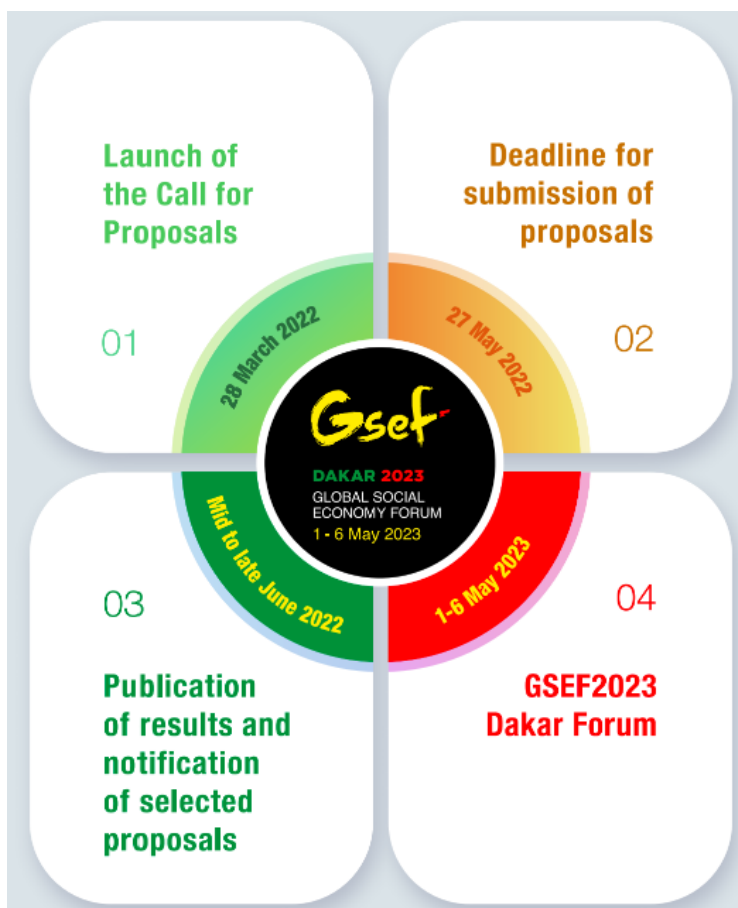 Launch of
the Call for
Proposals
01
28 March 2022
Deadline for
submission of
proposals
02
27 May 2022
Gsef
DAKAR 2023
GLOBAL SOCIAL
ECONOMY FORUM
1 - 6 May 2023
Mid to late June 2022
03
Publication
of results and
notification
of selected
proposals
1-6 May 2023
04
GSEF2023
Dakar Forum